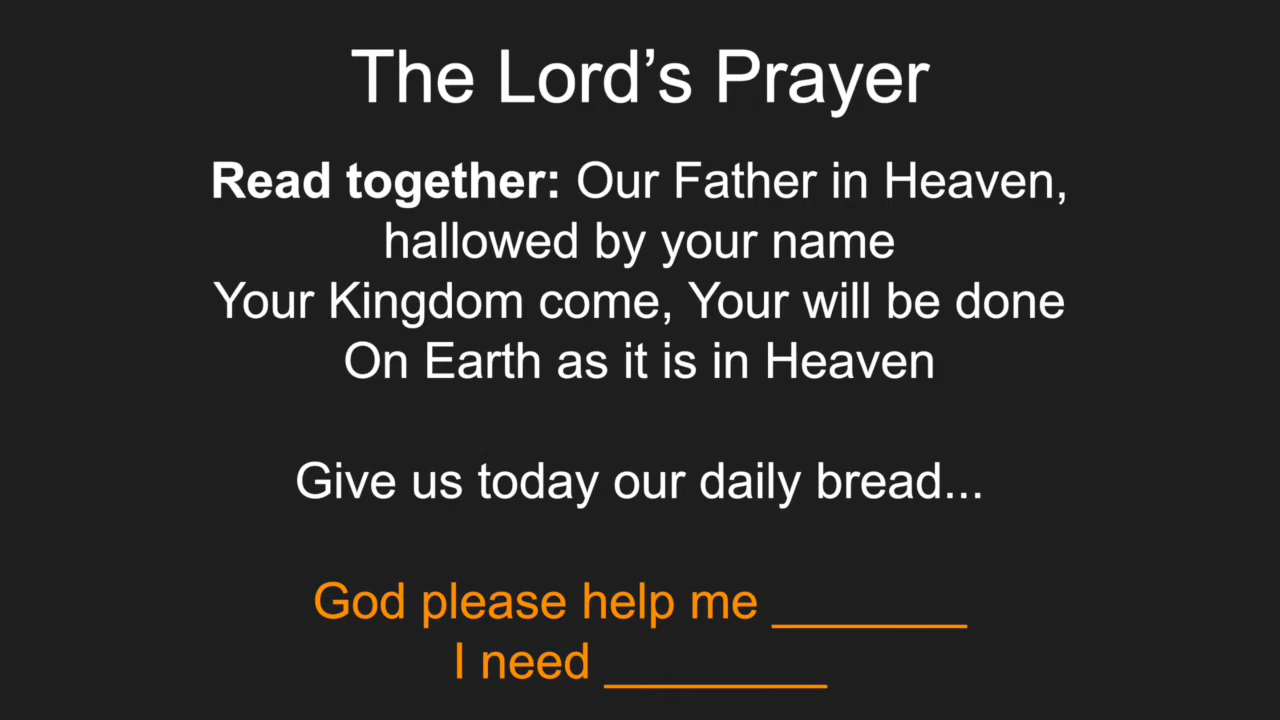 The Lord’s Prayer
Read together: Our Father in Heaven,
hallowed by your name
Your Kingdom come, Your will be done
On Earth as it is in Heaven
Give us today our daily bread...
God please help me _______
I need ________